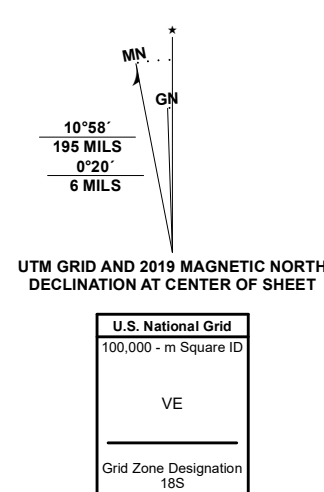 ★
MN
GN
10°58´
195 MILS
0°20´
6 MILS
UTM GRID AND 2019 MAGNETIC NORTH
DECLINATION AT CENTER OF SHEET
U.S. National Grid
100,000 - m Square ID
VE
Grid Zone Designation
18S